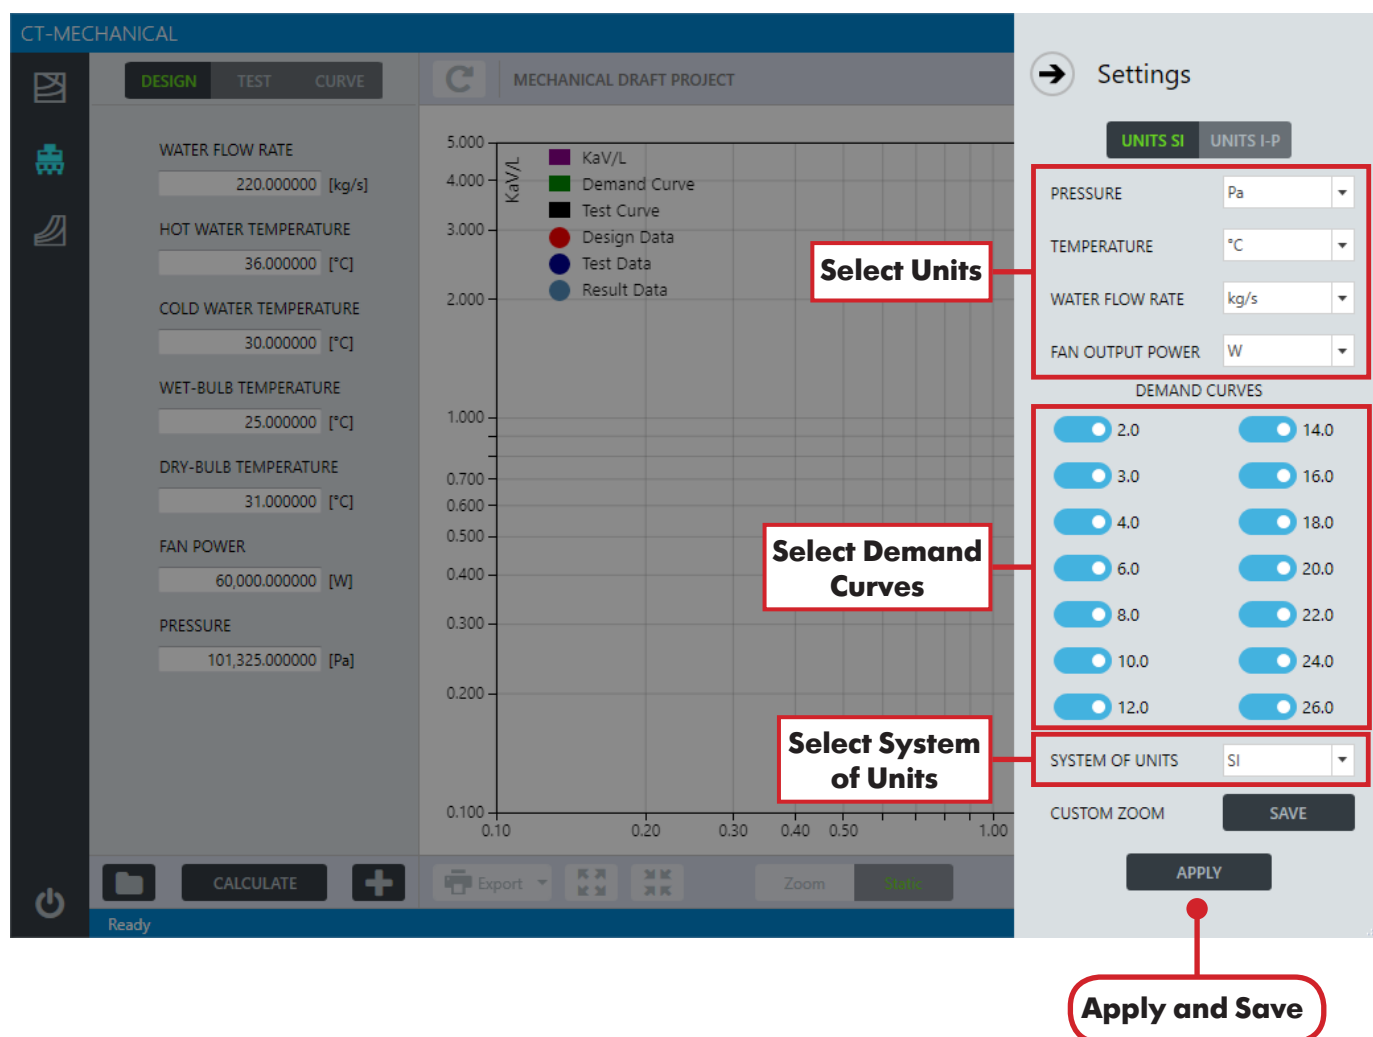 CT-MECHANICAL
DESIGN TEST CURVE
MECHANICAL DRAFT PROJECT
WATER FLOW RATE
220.000000 [kg/s]
HOT WATER TEMPERATURE
36.000000 [°C]
COLD WATER TEMPERATURE
30.000000 [°C]
WET-BULB TEMPERATURE
25.000000 [°C]
DRY-BULB TEMPERATURE
31.000000 [°C]
FAN POWER
60,000.000000 [W]
PRESSURE
101,325.000000 [Pa]
CALCULATE
Ready
5.000
4.000
3.000
2.000
1.000
0.700
0.600
0.500
0.400
0.300
0.200
0.100
KaV/L
KaV/L
Demand Curve
Test Curve
Design Data
Test Data
Result Data
0.10 0.20 0.30 0.40 0.50 1.00
Export Zoom Static
Select Units
Select Demand
Curves
Select System
of Units
Settings
UNITS SI UNITS I-P
PRESSURE Pa
TEMPERATURE °C
WATER FLOW RATE kg/s
FAN OUTPUT POWER W
DEMAND CURVES
2.0 14.0
3.0 16.0
4.0 18.0
6.0 20.0
8.0 22.0
10.0 24.0
12.0 26.0
SYSTEM OF UNITS SI
CUSTOM ZOOM SAVE
APPLY
Apply and Save